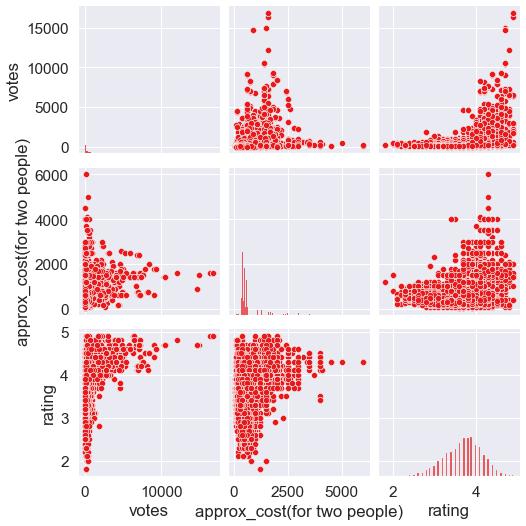 votes
15000
10000
5000
0
approx_cost(for two people)
6000
4000
2000
0
rating
5
4
3
2
0 10000
votes
0 2500 5000
approx_cost(for two people)
2 4
rating